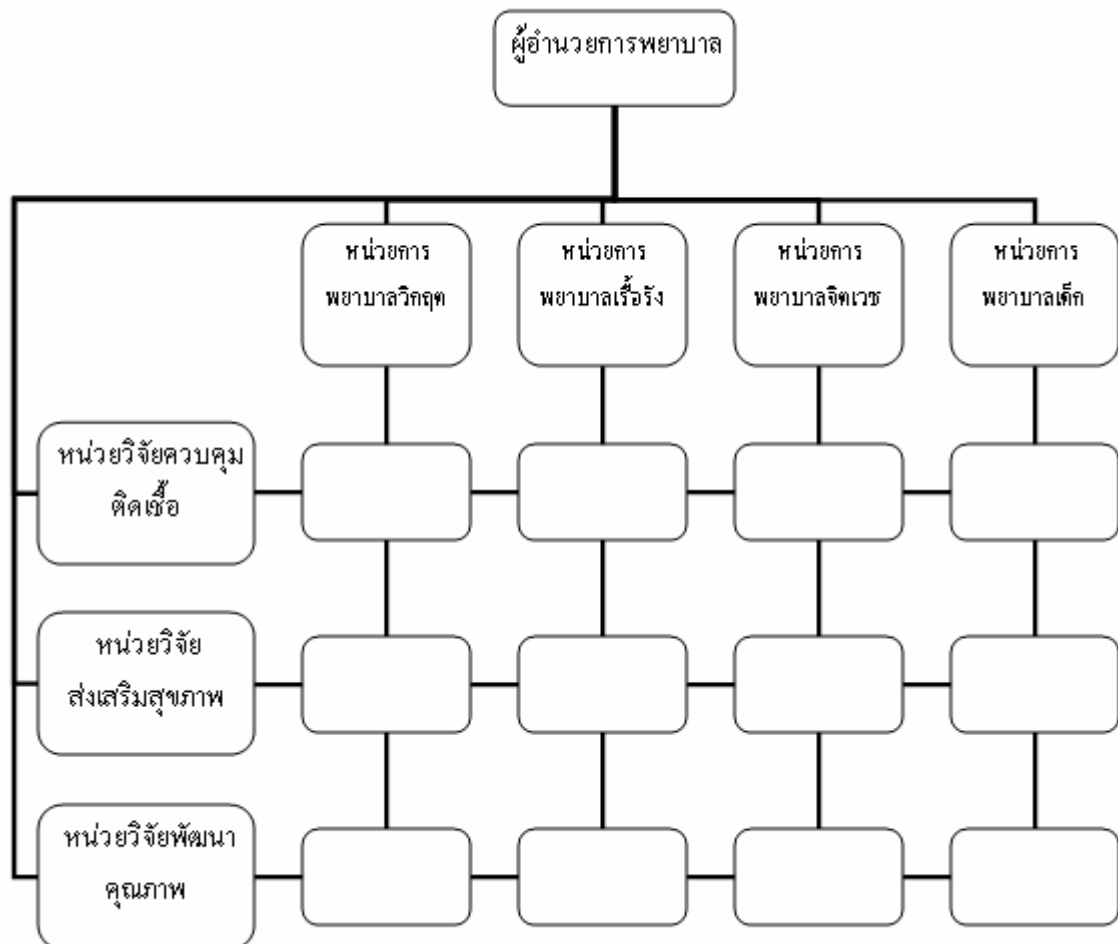 ผู้อำนวยการพยาบาล
หน่วยการ
พยาบาลวิกฤต
หน่วยการ
พยาบาลเรื้อรัง
หน่วยการ
พยาบาลจิตเวช
หน่วยการ
พยาบาลเด็ก
หน่วยวิจัยควบคุม
ติดเชื้อ
หน่วยวิจัย
ส่งเสริมสุขภาพ
หน่วยวิจัยพัฒนา
คุณภาพ